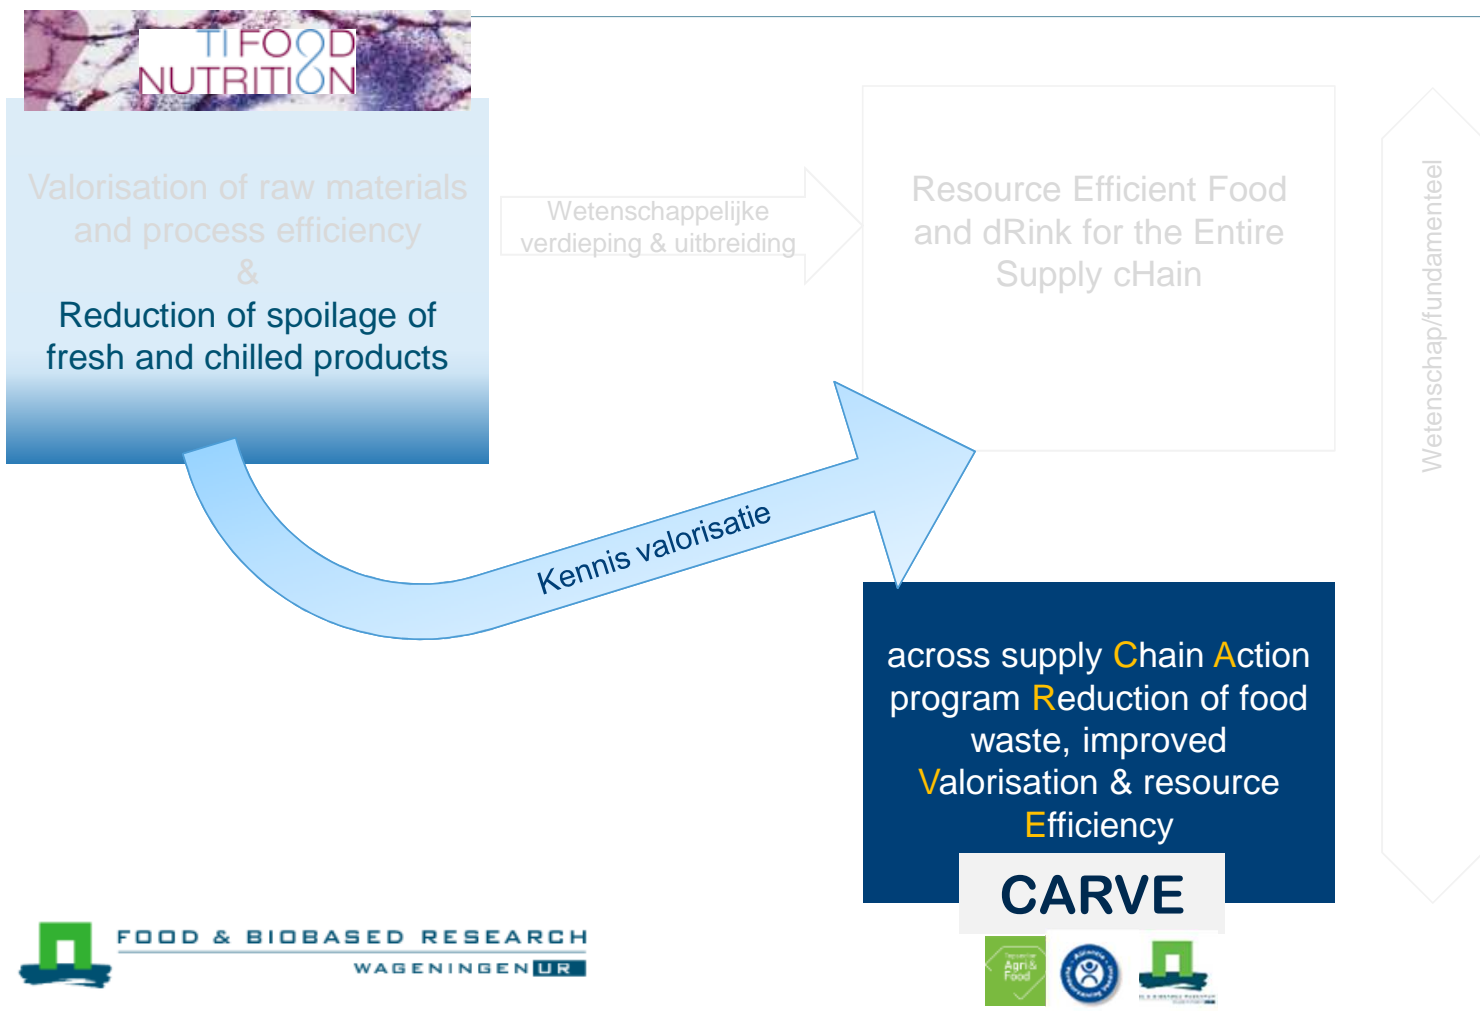 TI FOOD
NUTRITION
Valorisation of raw materials
and process efficiency
&
Reduction of spoilage of
fresh and chilled products
Wetenschappelijke
verdieping & uitbreiding
Resource Efficient Food
and dRink for the Entire
Supply cHain
Wetenschap/fundamenteel
Kennis valorisatie
across supply Chain Action
program Reduction of food
waste, improved
Valorisation & resource
Efficiency
CARVE
FOOD & BIOBASED RESEARCH
WAGENINGEN UR
Agri &
Food